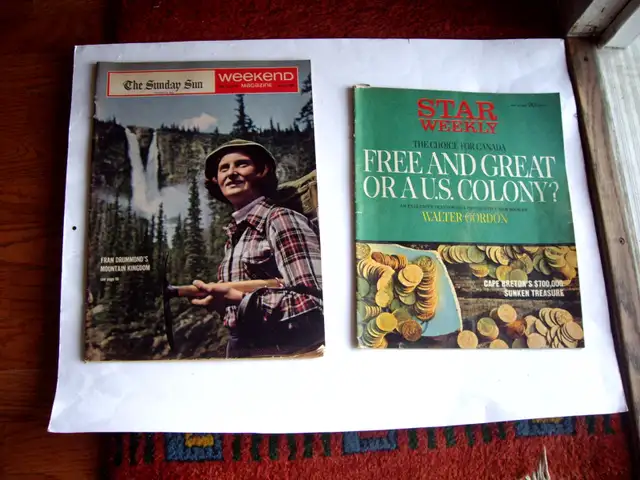 The Sunday Sun
WEEKEND
MAGAZINE
FRAN DRUMMOND'S
MOUNTAIN KINGDOM
STAR
WEEKLY
THE CHOICE FOR CANADA
FREE AND GREAT
OR A U.S. COLONY?
WALTER GORDON
CAPE BRETON'S $700,000
SUNKEN TREASURE